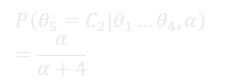 P(θ₅ = C₂|θ₁ …θ₄,α)
= α / (α + 4)